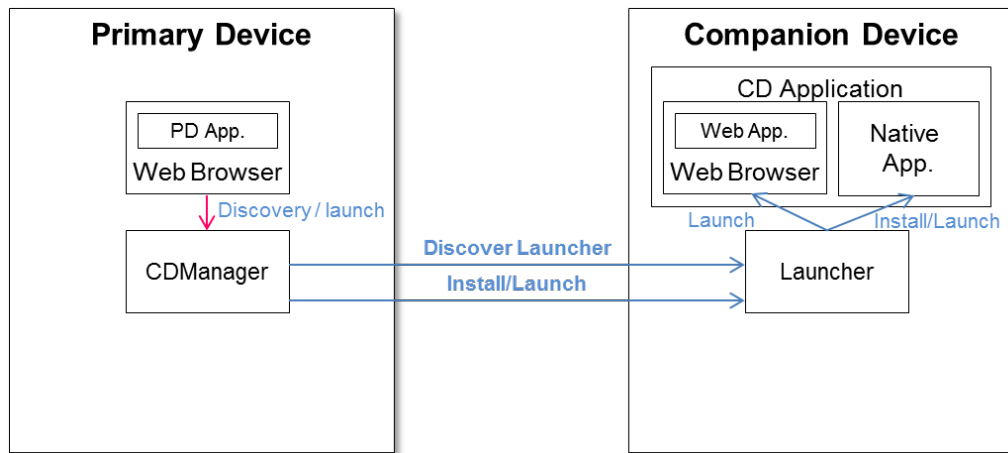 Primary Device
PD App.
Web Browser
Discovery / launch
CDManager
Discover Launcher
Install/Launch
Companion Device
CD Application
Web App.
Web Browser
Native
App.
Launch
Install/Launch
Launcher